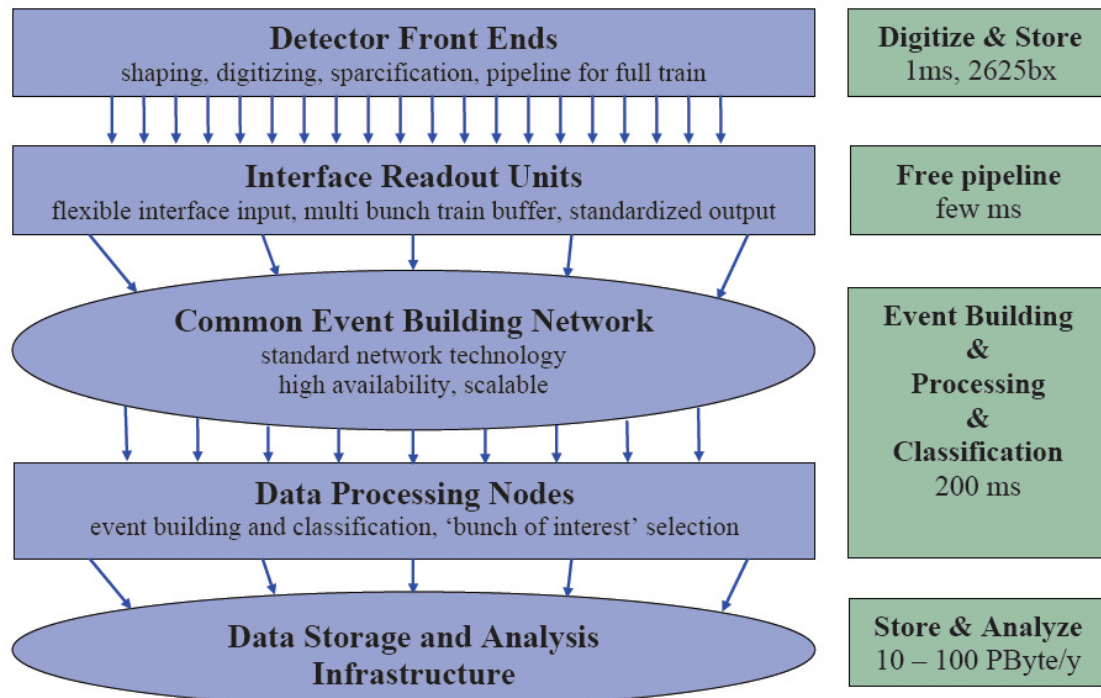 Detector Front Ends
shaping, digitizing, sparcification, pipeline for full train
Digitize & Store
1ms, 2625bx
Interface Readout Units
flexible interface input, multi bunch train buffer, standardized output
Free pipeline
few ms
Common Event Building Network
standard network technology
high availability, scalable
Event Building
&
Processing
&
Classification
200 ms
Data Processing Nodes
event building and classification, ‘bunch of interest’ selection
Data Storage and Analysis
Infrastructure
Store & Analyze
10 – 100 PByte/y